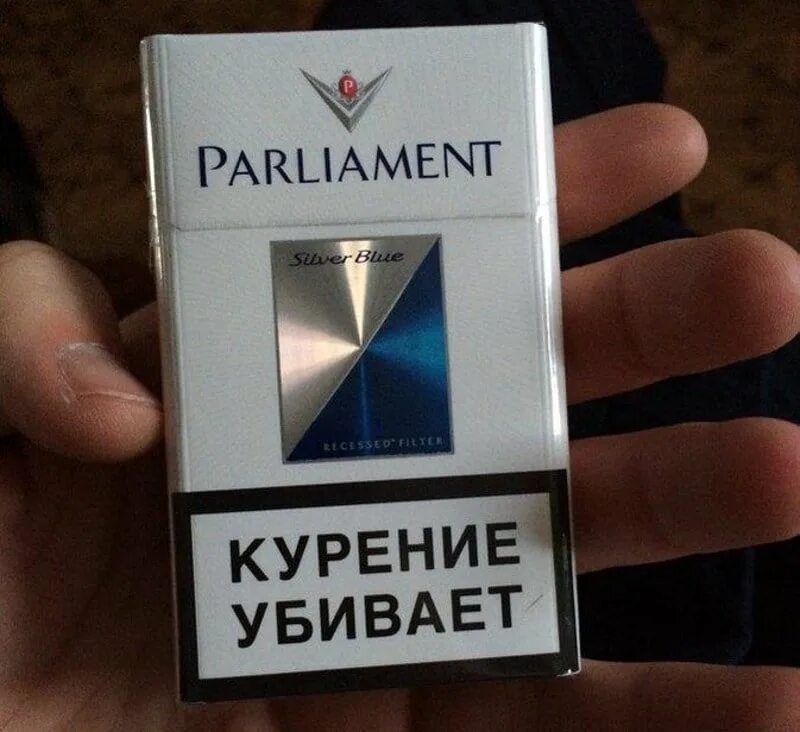 P
PARLIAMENT
Silver Blue
RECESSED* FILTER
КУРЕНИЕ
УБИВАЕТ